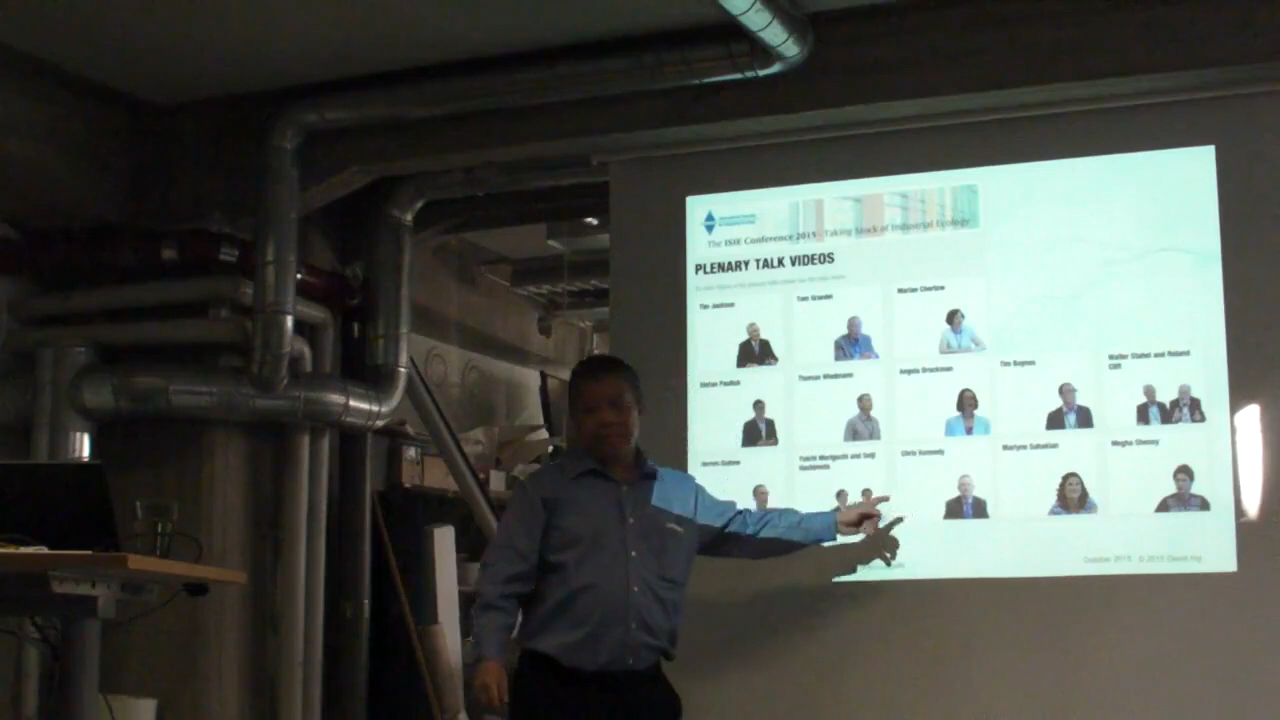 The ISIE Conference 2015 - Taking Stock of Industrial Ecology
PLENARY TALK VIDEOS
Tim Jackson
Tom Graedel
Marian Chertow
Stefan Pauliuk
Thomas Wiedmann
Angela Druckman
Tim Baynes
Walter Stahel and Roland
Clift
Yuichi Moriguchi and Seiji
Hashimoto
Chris Kennedy
Marlyne Sahakian
Megha Shenoy
October 2015 © 2015 David Ing